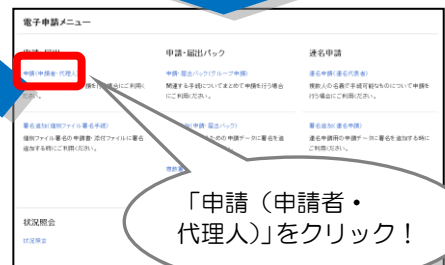 電子申請メニュー
申請・届出パック
連名申請
申請(申請者・代理人
申請・届出パック(グループ申請)
連名申請(連名代表者)
関連する手続についてまとめて申請を行う場合
にご利用ください。
複数人の名義で手続可能なものについて申請を
行う場合にご利用ください。
署名追加(個別ファイル署名手続)
個別ファイル署名の申請書・添付ファイルに署名
追加する時にご利用ください。
署名追加(連名申請)
連名申請用の申請データに署名を追加する時に
ご利用ください。
状況照会
状況照会
「申請（申請者・
代理人）」をクリック！